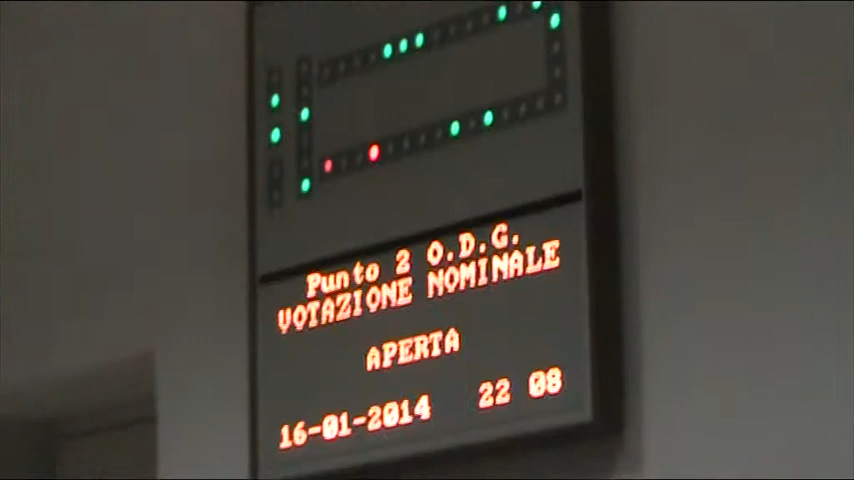 Punto 2 O.D.G.
VOTAZIONE NOMINALE
APERTA
16-01-2014 22 08